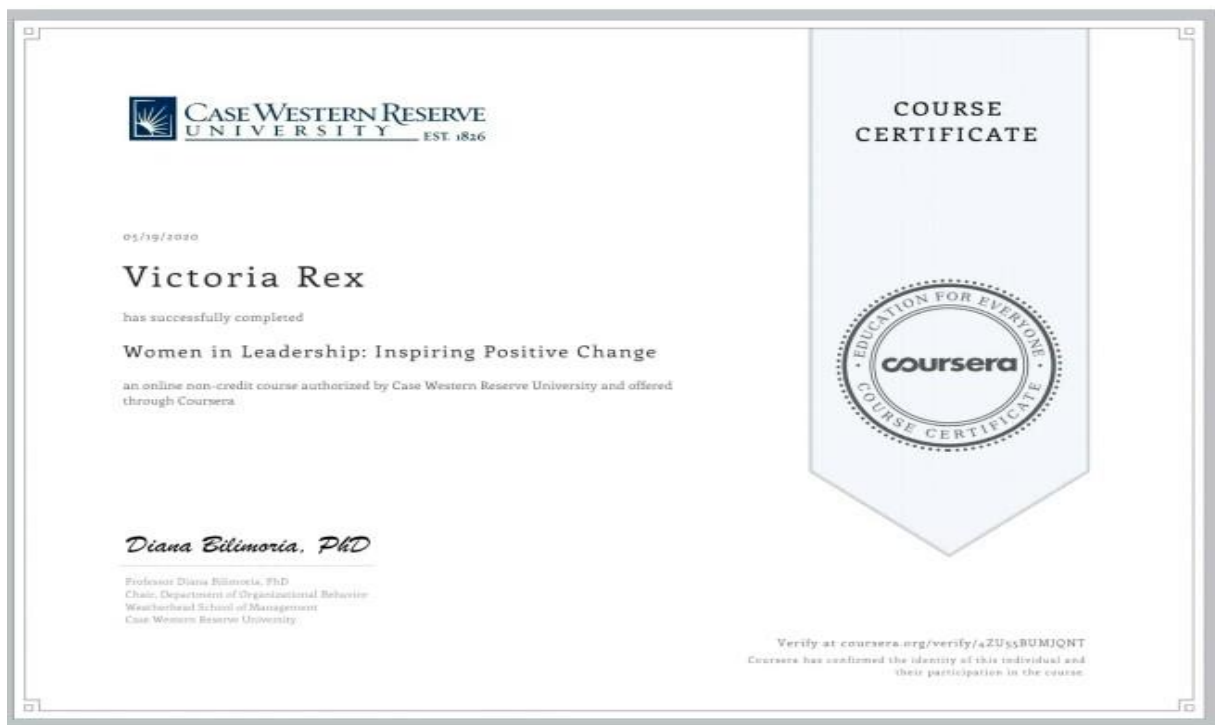 CASE WESTERN RESERVE
UNIVERSITY EST. 1826
COURSE
CERTIFICATE
05/19/2020
Victoria Rex
has successfully completed
Women in Leadership: Inspiring Positive Change
an online non-credit course authorized by Case Western Reserve University and offered
through Coursera
EDUCATION FOR EVERYONE
coursera
COURSE CERTIFICATE
Diana Bilimoria, PhD
Professor Diana Bilimoria, PhD
Chair, Department of Organizational Behavior
Weatherhead School of Management
Case Western Reserve University
Verify at coursera.org/verify/4ZU55BUMJQNT
Coursera has confirmed the identity of this individual and
their participation in the course.